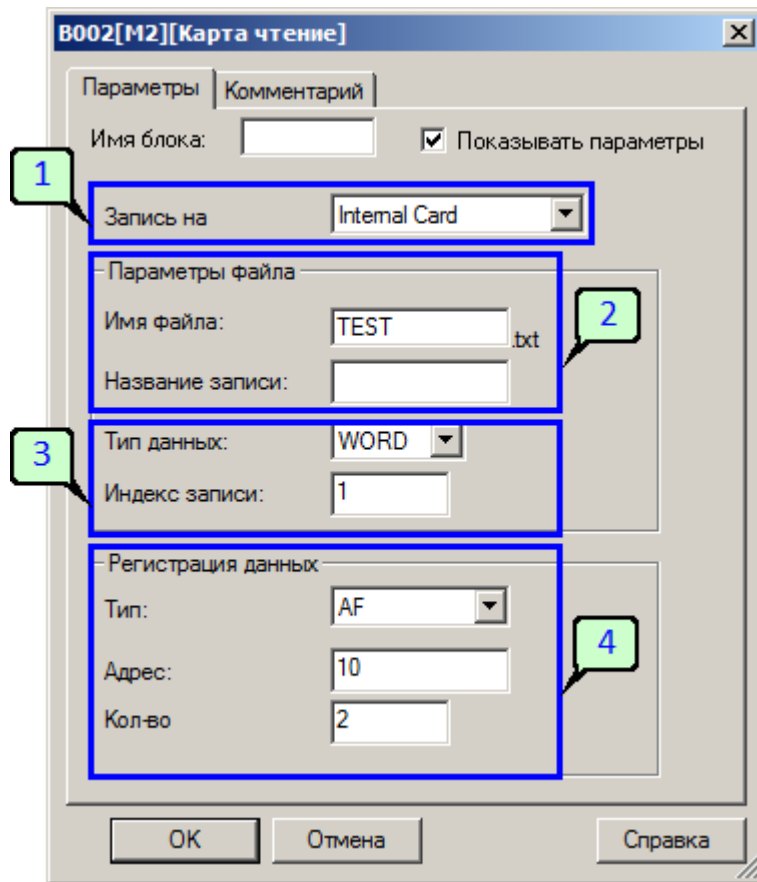 B002[M2][Карта чтение]
Параметры Комментарий
Имя блока: Показывать параметры
1
Запись на Internal Card
Параметры файла
2
Имя файла: TEST .txt
Название записи:
3
Тип данных: WORD
Индекс записи: 1
Регистрация данных
Тип: AF
4
Адрес: 10
Кол-во 2
OK Отмена Справка